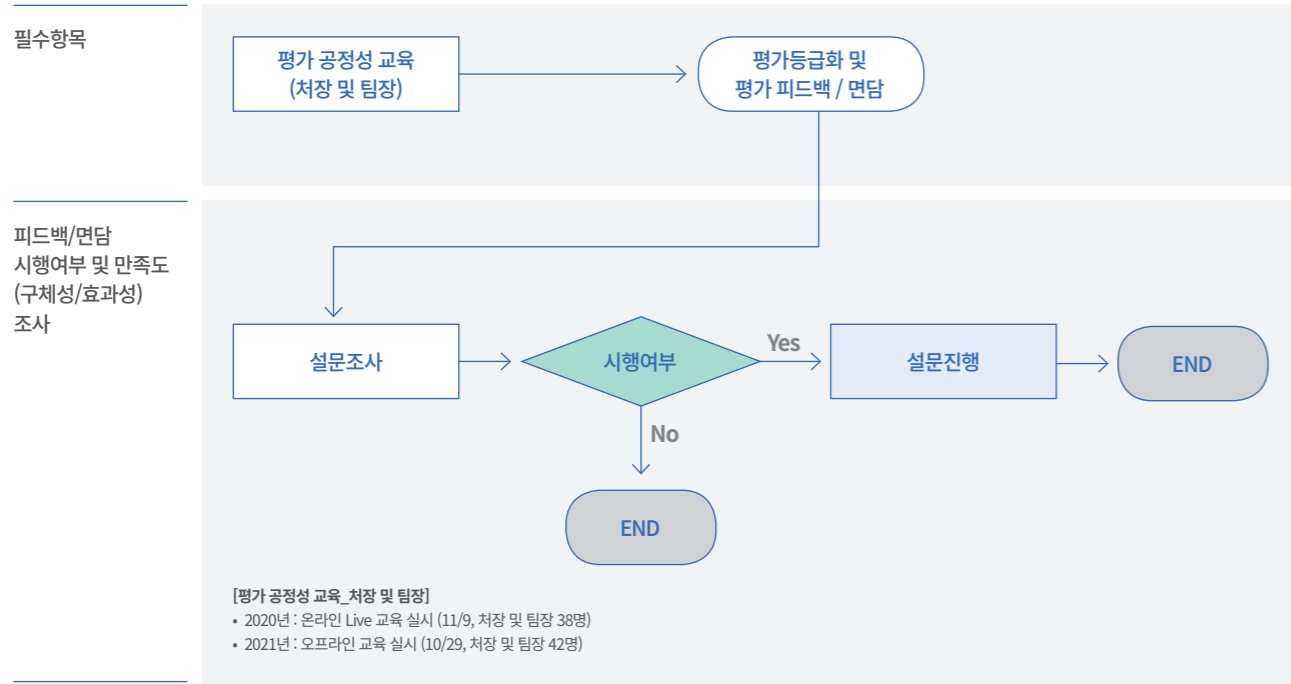 필수항목
평가 공정성 교육
(처장 및 팀장)
평가등급화 및
평가 피드백 / 면담
피드백/면담
시행여부 및 만족도
(구체성/효과성)
조사
설문조사
시행여부
Yes
설문진행
END
No
END
[평가 공정성 교육_처장 및 팀장]
• 2020년 : 온라인 Live 교육 실시 (11/9, 처장 및 팀장 38명)
• 2021년 : 오프라인 교육 실시 (10/29, 처장 및 팀장 42명)